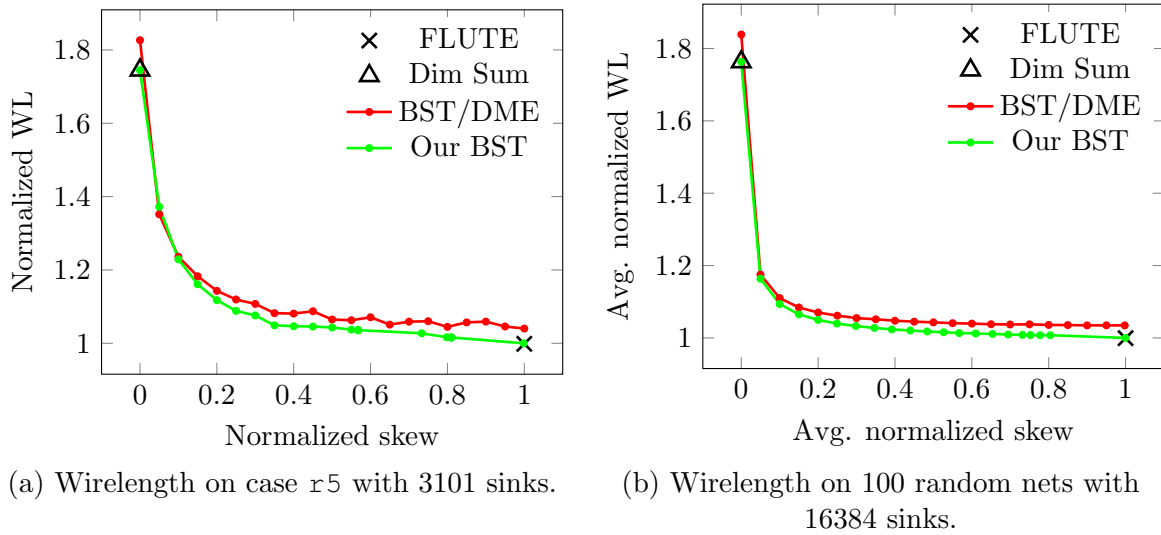 1.8
1.6
1.4
1.2
1
0
0.2
0.4
0.6
0.8
1
Normalized WL
Normalized skew
FLUTE
Dim Sum
BST/DME
Our BST
(a) Wirelength on case r5 with 3101 sinks.
1.8
1.6
1.4
1.2
1
0
0.2
0.4
0.6
0.8
1
Avg. normalized WL
Avg. normalized skew
FLUTE
Dim Sum
BST/DME
Our BST
(b) Wirelength on 100 random nets with
16384 sinks.